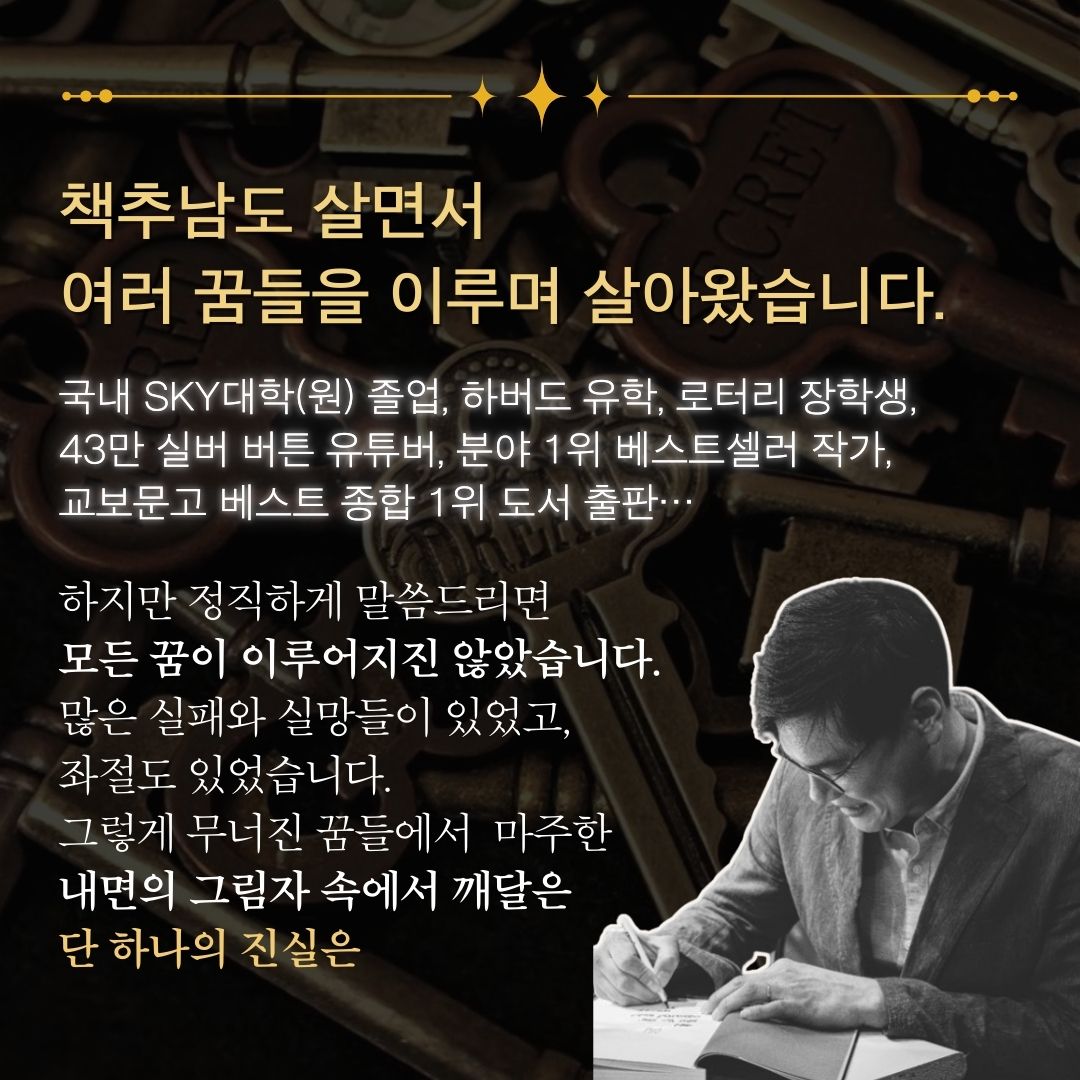 책추남도 살면서
여러 꿈들을 이루며 살아왔습니다.
국내 SKY대학(원) 졸업, 하버드 유학, 로터리 장학생,
43만 실버 버튼 유튜버, 분야 1위 베스트셀러 작가,
교보문고 베스트 종합 1위 도서 출판…
하지만 정직하게 말씀드리면
모든 꿈이 이루어지진 않았습니다.
많은 실패와 실망들이 있었고,
좌절도 있었습니다.
그렇게 무너진 꿈들에서 마주한
내면의 그림자 속에서 깨달은
단 하나의 진실은
SECRET
DREAM